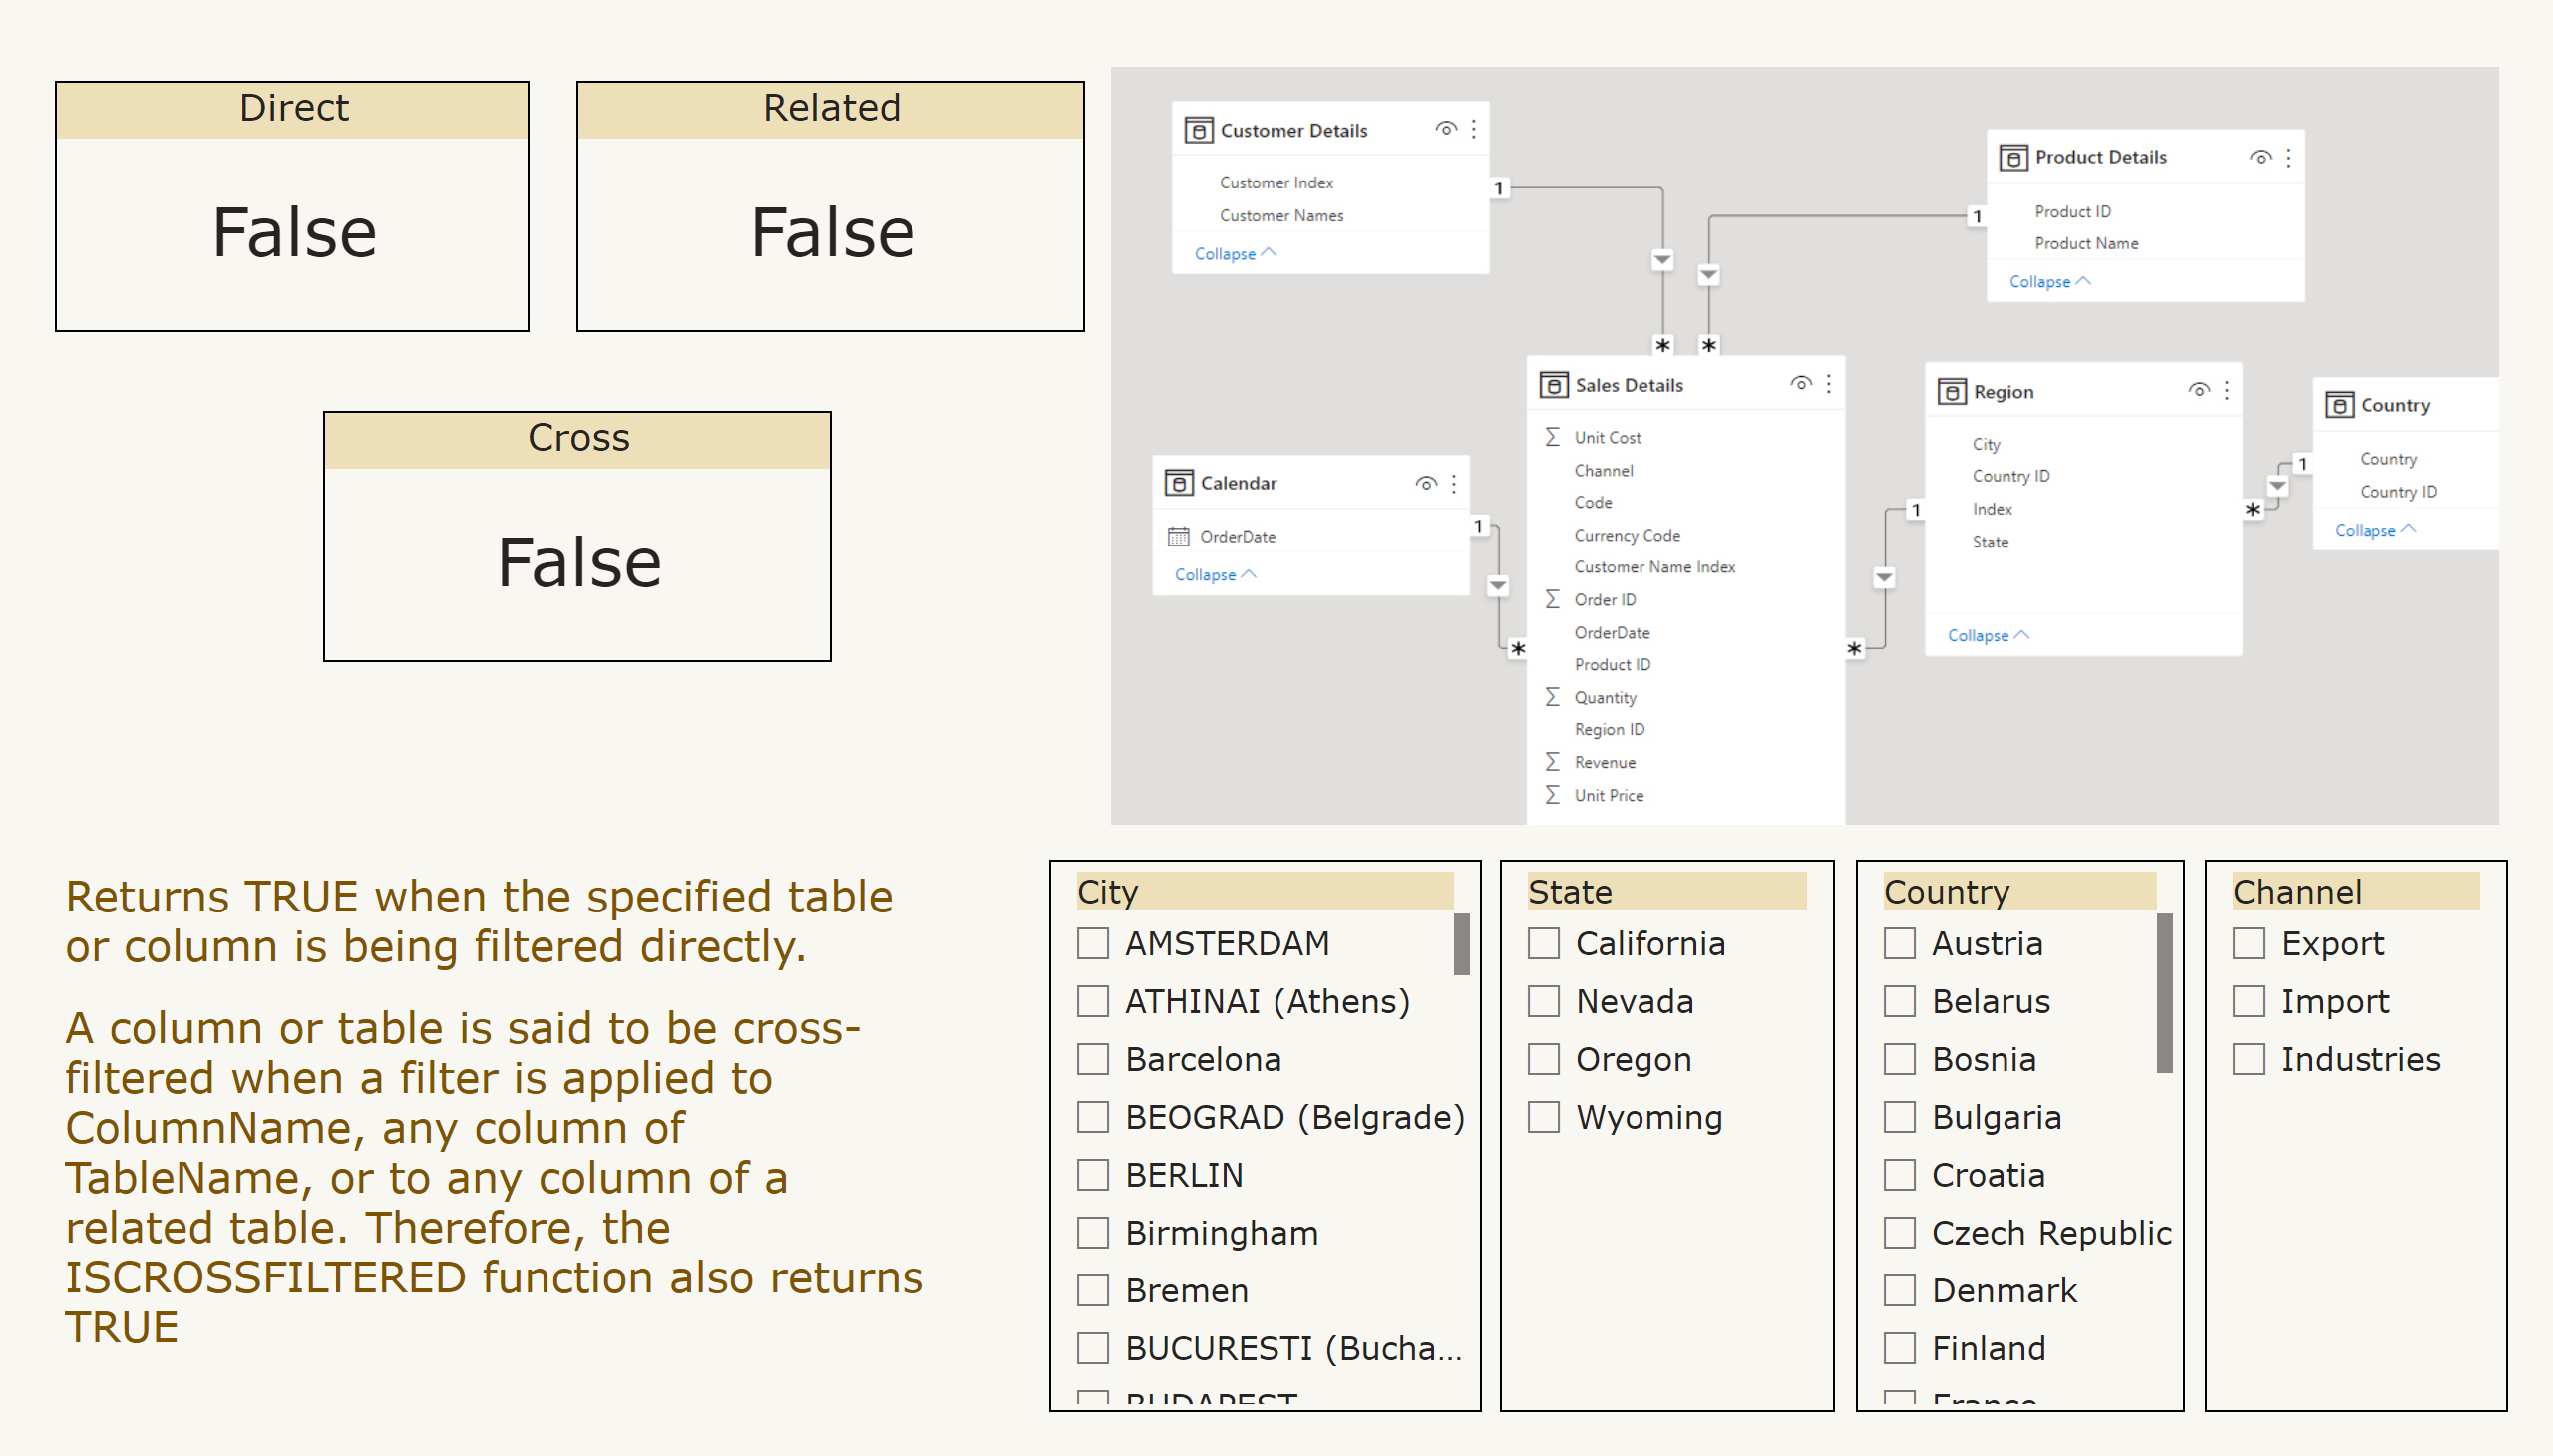 Direct
False
Related
False
Cross
False
Customer Details
Customer Index
Customer Names
Collapse
1
Product Details
Product ID
Product Name
Collapse
1
*
*
Sales Details
Unit Cost
Channel
Code
Currency Code
Customer Name Index
Order ID
OrderDate
Product ID
Quantity
Region ID
Revenue
Unit Price
Calendar
OrderDate
Collapse
1
*
Region
City
Country ID
Index
State
Collapse
1
*
Country
Country
Country ID
Collapse
1
*
Returns TRUE when the specified table
or column is being filtered directly.
A column or table is said to be cross-
filtered when a filter is applied to
ColumnName, any column of
TableName, or to any column of a
related table. Therefore, the
ISCROSSFILTERED function also returns
TRUE
City
AMSTERDAM
ATHINAI (Athens)
Barcelona
BEOGRAD (Belgrade)
BERLIN
Birmingham
Bremen
BUCURESTI (Bucha...
BUDAPEST
State
California
Nevada
Oregon
Wyoming
Country
Austria
Belarus
Bosnia
Bulgaria
Croatia
Czech Republic
Denmark
Finland
France
Channel
Export
Import
Industries